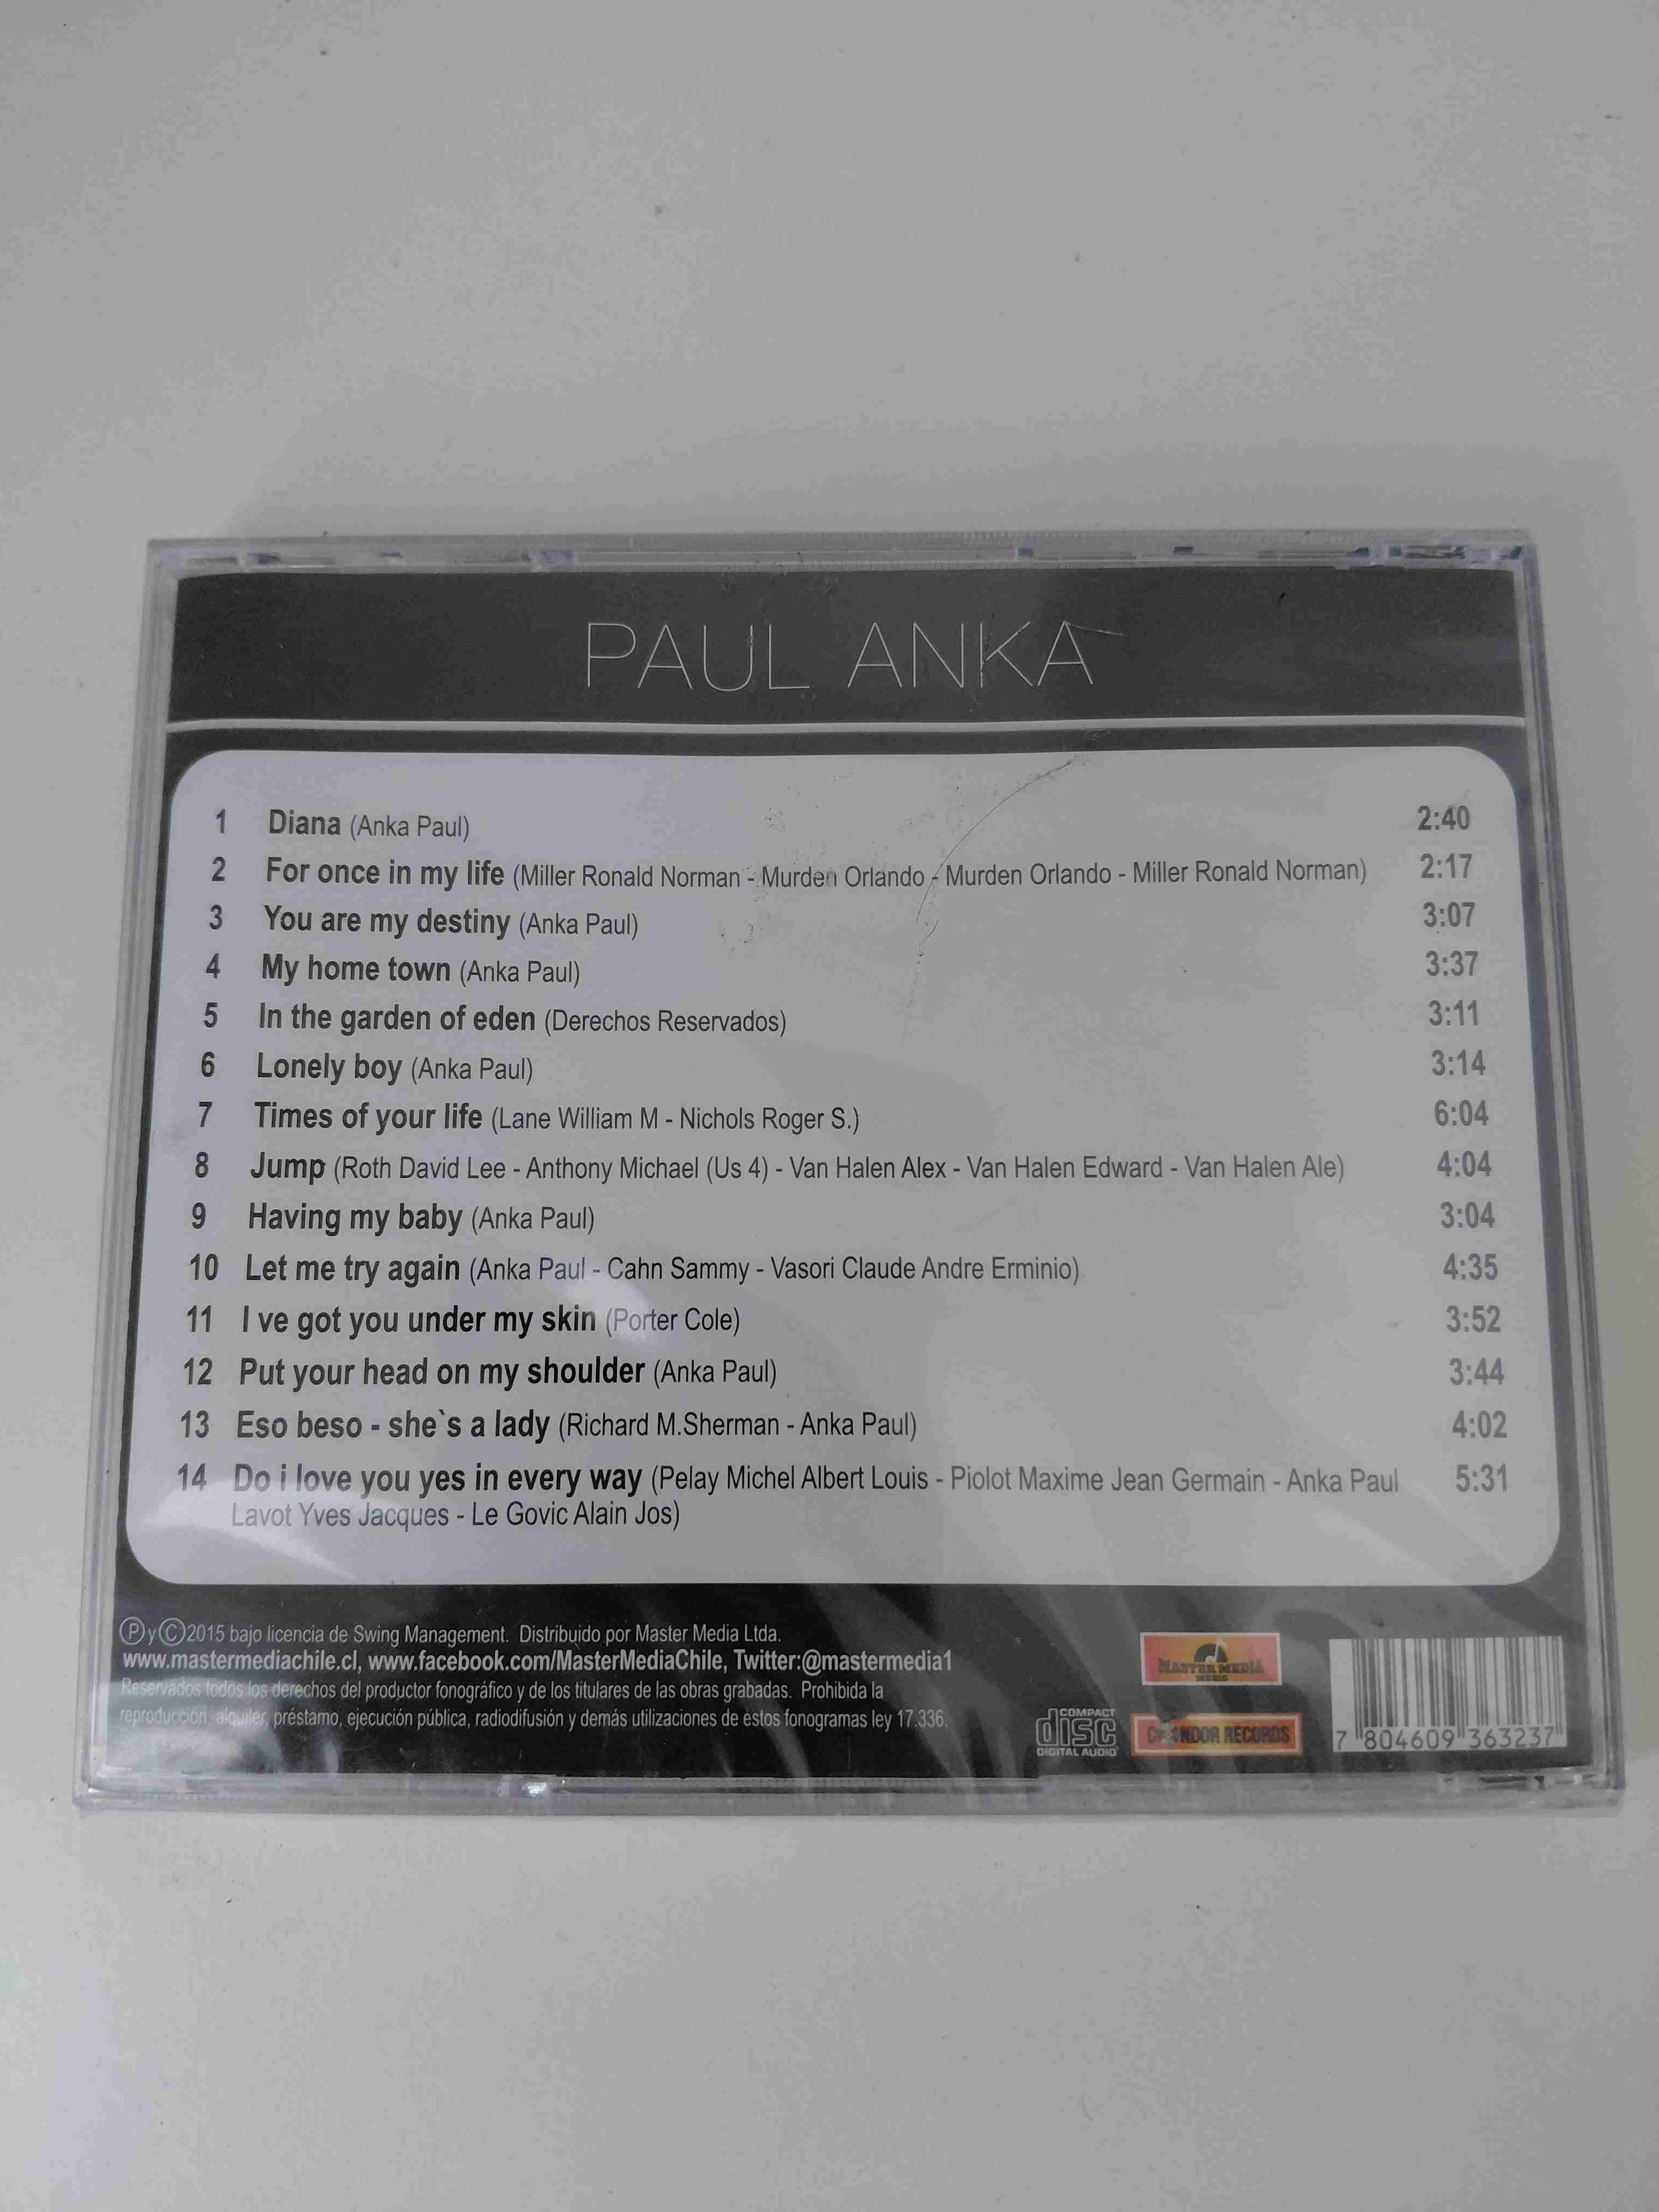 PAUL ANKA
1 Diana (Anka Paul) 2:40
2 For once in my life (Miller Ronald Norman - Murden Orlando - Murden Orlando - Miller Ronald Norman) 2:17
3 You are my destiny (Anka Paul) 3:07
4 My home town (Anka Paul) 3:37
5 In the garden of eden (Derechos Reservados) 3:11
6 Lonely boy (Anka Paul) 3:14
7 Times of your life (Lane William M - Nichols Roger S.) 6:04
8 Jump (Roth David Lee - Anthony Michael (Us 4) - Van Halen Alex - Van Halen Edward - Van Halen Ale) 4:04
9 Having my baby (Anka Paul) 3:04
10 Let me try again (Anka Paul - Cahn Sammy - Vasori Claude Andre Erminio) 4:35
11 I ve got you under my skin (Porter Cole) 3:52
12 Put your head on my shoulder (Anka Paul) 3:44
13 Eso beso - she`s a lady (Richard M.Sherman - Anka Paul) 4:02
14 Do i love you yes in every way (Pelay Michel Albert Louis - Piolot Maxime Jean Germain - Anka Paul 5:31
Lavot Yves Jacques - Le Govic Alain Jos)
Ⓟy©2015 bajo licencia de Swing Management. Distribuido por Master Media Ltda.
www.mastermediachile.cl, www.facebook.com/MasterMediaChile, Twitter:@mastermedia1
Reservados todos los derechos del productor fonográfico y de los titulares de las obras grabadas. Prohibida la
reproducción, alquiler, préstamo, ejecución pública, radiodifusión y demás utilizaciones de estos fonogramas ley 17.336.
COMPACT
disc
DIGITAL AUDIO
MASTER MEDIA
MUSIC
RECORDS
7 804609 363237